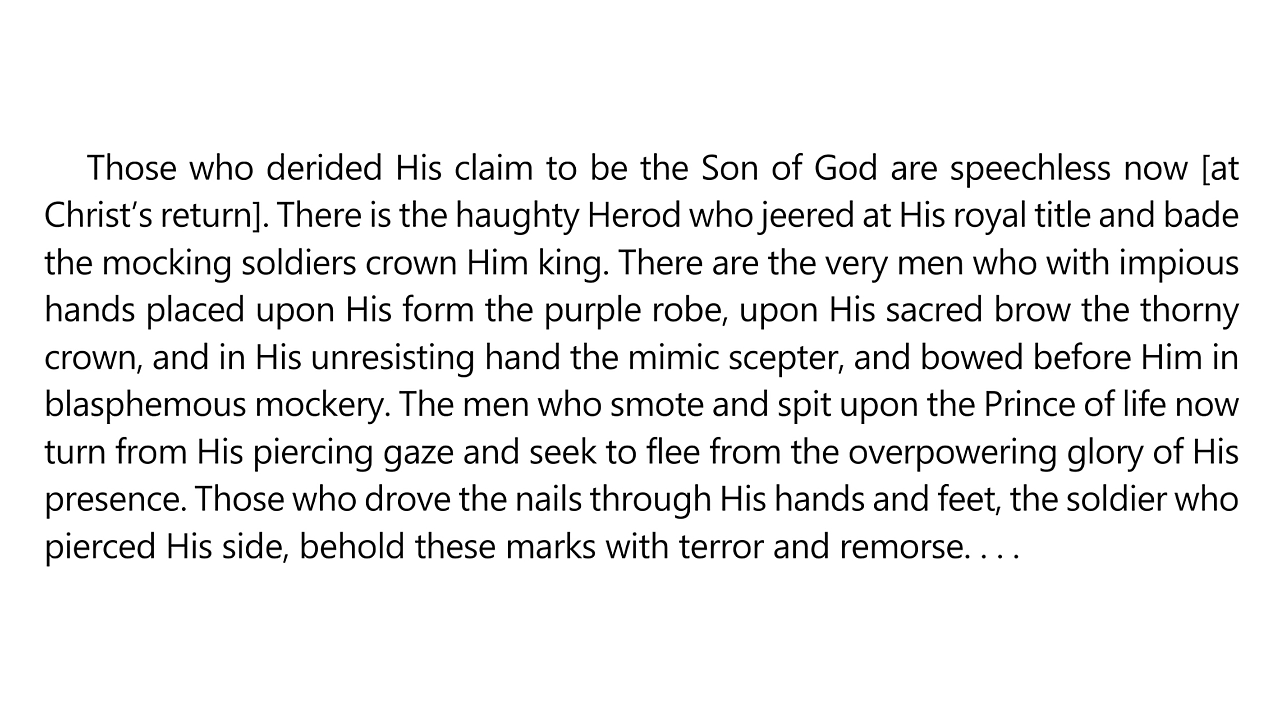 Those who derided His claim to be the Son of God are speechless now [at
Christ’s return]. There is the haughty Herod who jeered at His royal title and bade
the mocking soldiers crown Him king. There are the very men who with impious
hands placed upon His form the purple robe, upon His sacred brow the thorny
crown, and in His unresisting hand the mimic scepter, and bowed before Him in
blasphemous mockery. The men who smote and spit upon the Prince of life now
turn from His piercing gaze and seek to flee from the overpowering glory of His
presence. Those who drove the nails through His hands and feet, the soldier who
pierced His side, behold these marks with terror and remorse. . . .